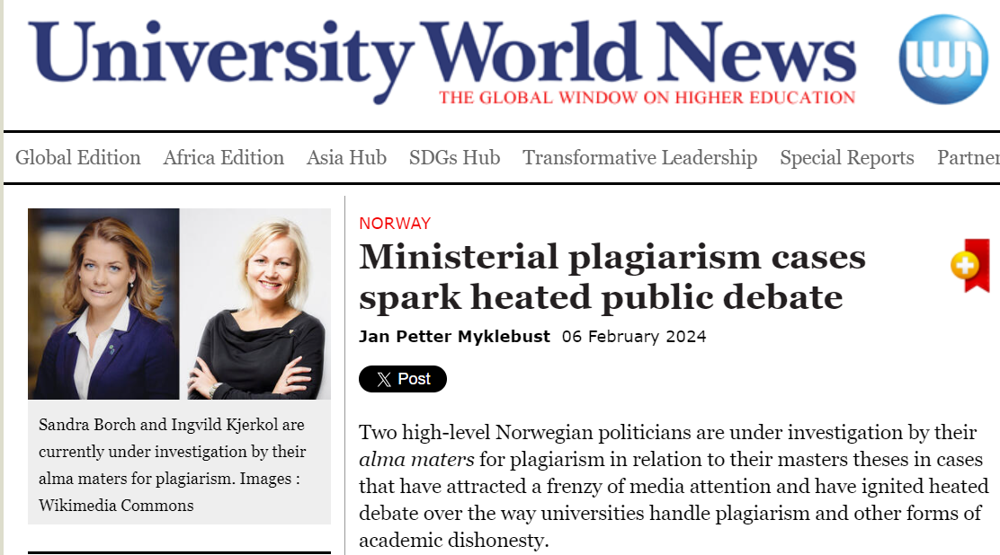 University World News
THE GLOBAL WINDOW ON HIGHER EDUCATION
uwn
Global Edition Africa Edition Asia Hub SDGs Hub Transformative Leadership Special Reports Partner
NORWAY
Ministerial plagiarism cases
spark heated public debate
Jan Petter Myklebust 06 February 2024
X Post
Sandra Borch and Ingvild Kjerkol are
currently under investigation by their
alma maters for plagiarism. Images :
Wikimedia Commons
Two high-level Norwegian politicians are under investigation by their
alma maters for plagiarism in relation to their masters theses in cases
that have attracted a frenzy of media attention and have ignited heated
debate over the way universities handle plagiarism and other forms of
academic dishonesty.